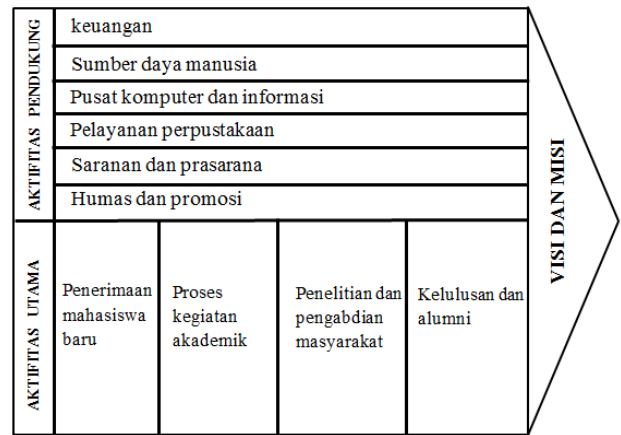 AKTIFITAS PENDUKUNG
keuangan
Sumber daya manusia
Pusat komputer dan informasi
Pelayanan perpustakaan
Saranan dan prasarana
Humas dan promosi
AKTIFITAS UTAMA
Penerimaan
mahasiswa
baru
Proses
kegiatan
akademik
Penelitian dan
pengabdian
masyarakat
Kelulusan dan
alumni
VISI DAN MISI